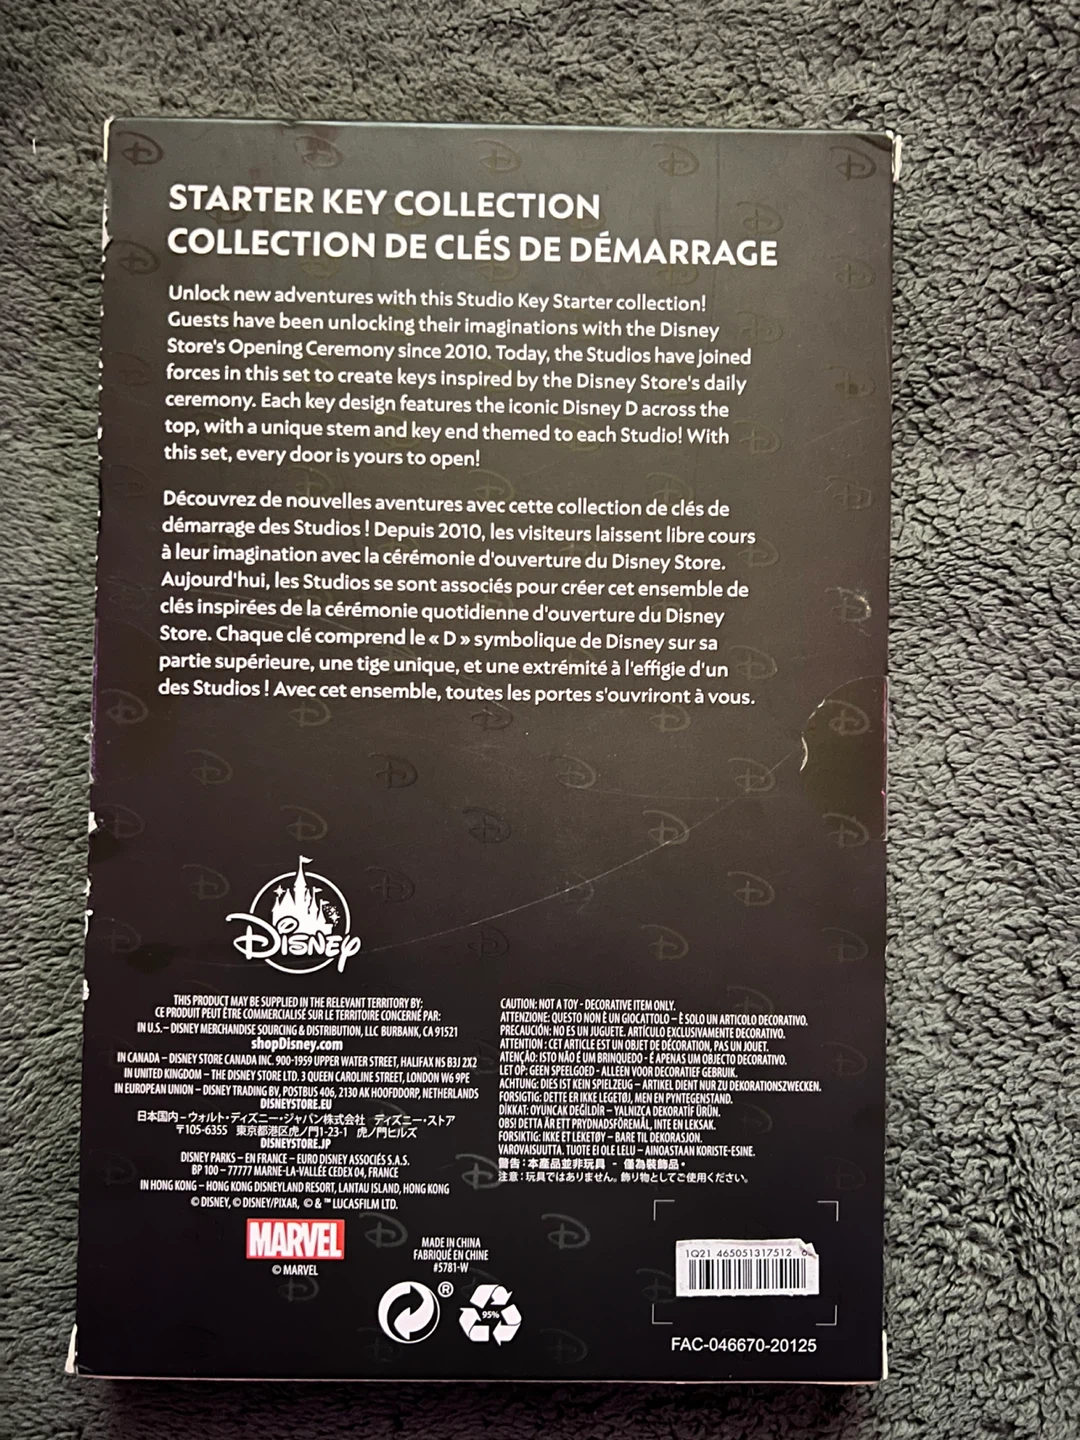 STARTER KEY COLLECTION
COLLECTION DE CLÉS DE DÉMARRAGE
Unlock new adventures with this Studio Key Starter collection!
Guests have been unlocking their imaginations with the Disney
Store's Opening Ceremony since 2010. Today, the Studios have joined
forces in this set to create keys inspired by the Disney Store's daily
ceremony. Each key design features the iconic Disney D across the
top, with a unique stem and key end themed to each Studio! With
this set, every door is yours to open!
Découvrez de nouvelles aventures avec cette collection de clés de
démarrage des Studios ! Depuis 2010, les visiteurs laissent libre cours
à leur imagination avec la cérémonie d'ouverture du Disney Store.
Aujourd'hui, les Studios se sont associés pour créer cet ensemble de
clés inspirées de la cérémonie quotidienne d'ouverture du Disney
Store. Chaque clé comprend le « D » symbolique de Disney sur sa
partie supérieure, une tige unique, et une extrémité à l'effigie d'un
des Studios ! Avec cet ensemble, toutes les portes s'ouvriront à vous.
Disney
THIS PRODUCT MAY BE SUPPLIED IN THE RELEVANT TERRITORY BY:
CE PRODUIT PEUT ÊTRE COMMERCIALISÉ SUR LE TERRITOIRE CONCERNÉ PAR:
IN U.S. – DISNEY MERCHANDISE SOURCING & DISTRIBUTION, LLC BURBANK, CA 91521
shopDisney.com
IN CANADA – DISNEY STORE CANADA INC. 900-1959 UPPER WATER STREET, HALIFAX NS B3J 2X2
IN UNITED KINGDOM – THE DISNEY STORE LTD. 3 QUEEN CAROLINE STREET, LONDON W6 9PE
IN EUROPEAN UNION – DISNEY TRADING BV, POSTBUS 406, 2130 AK HOOFDDORP, NETHERLANDS
DISNEYSTORE.EU
日本国内 – ウォルト・ディズニー・ジャパン株式会社 ディズニーストア
〒105-6355 東京都港区虎ノ門1-23-1 虎ノ門ヒルズ
DISNEYSTORE.JP
DISNEY PARKS – EN FRANCE – EURO DISNEY ASSOCIÉS S.A.S.
BP 100 – 77777 MARNE-LA-VALLÉE CEDEX 04, FRANCE
IN HONG KONG – HONG KONG DISNEYLAND RESORT, LANTAU ISLAND, HONG KONG
© DISNEY, © DISNEY/PIXAR, © & ™ LUCASFILM LTD.
MARVEL
© MARVEL
MADE IN CHINA
FABRIQUÉ EN CHINE
#5781-W
®
95%
CAUTION: NOT A TOY - DECORATIVE ITEM ONLY.
ATTENZIONE: QUESTO NON È UN GIOCATTOLO – È SOLO UN ARTICOLO DECORATIVO.
PRECAUCIÓN: NO ES UN JUGUETE. ARTÍCULO EXCLUSIVAMENTE DECORATIVO.
ATTENTION : CET ARTICLE EST UN OBJET DE DÉCORATION, PAS UN JOUET.
ATENÇÃO: ISTO NÃO É UM BRINQUEDO - É APENAS UM OBJECTO DECORATIVO.
LET OP: GEEN SPEELGOED - ALLEEN VOOR DECORATIEF GEBRUIK.
ACHTUNG: DIES IST KEIN SPIELZEUG – ARTIKEL DIENT NUR ZU DEKORATIONSZWECKEN.
FORSIGTIG: DETTE ER IKKE LEGETØJ, MEN EN PYNTEGENSTAND.
DİKKAT: OYUNCAK DEĞİLDİR – YALNIZCA DEKORATİF ÜRÜN.
OBS! DETTA ÄR ETT PRYDNADSFÖREMÅL, INTE EN LEKSAK.
FORSIKTIG: IKKE ET LEKETØY – BARE TIL DEKORASJON.
VAROVAISUUTTA. TUOTE EI OLE LELU – AINOASTAAN KORISTE-ESINE.
警告：本產品並非玩具 - 僅為裝飾品。
注意：玩具ではありません。飾り物としてご使用ください。
1Q21 465051317512
FAC-046670-20125